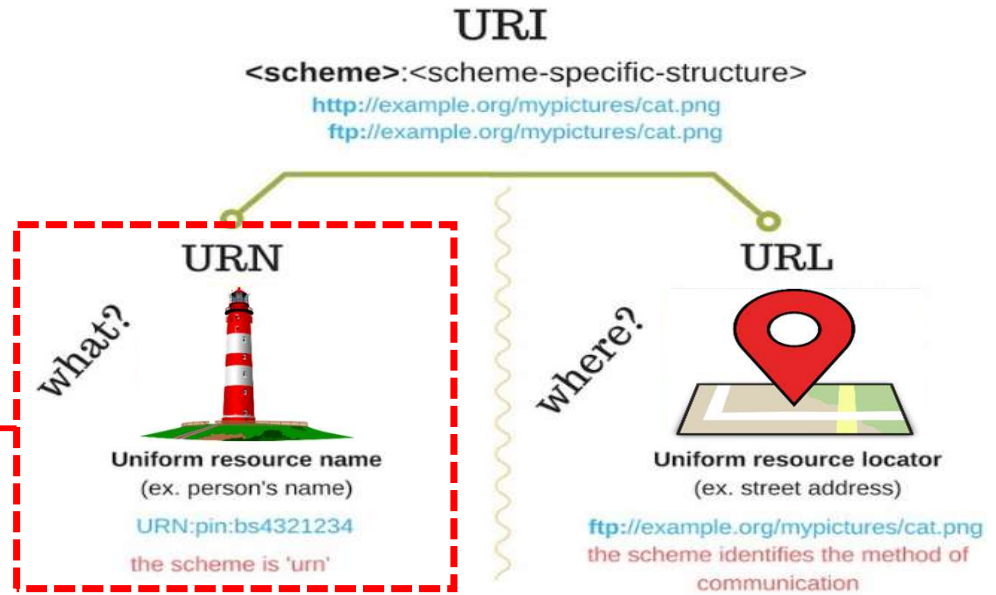 URI
<scheme>:<scheme-specific-structure>
http://example.org/mypictures/cat.png
ftp://example.org/mypictures/cat.png
URN
what?
Uniform resource name
(ex. person's name)
URN:pin:bs4321234
the scheme is 'urn'
URL
where?
Uniform resource locator
(ex. street address)
ftp://example.org/mypictures/cat.png
the scheme identifies the method of
communication